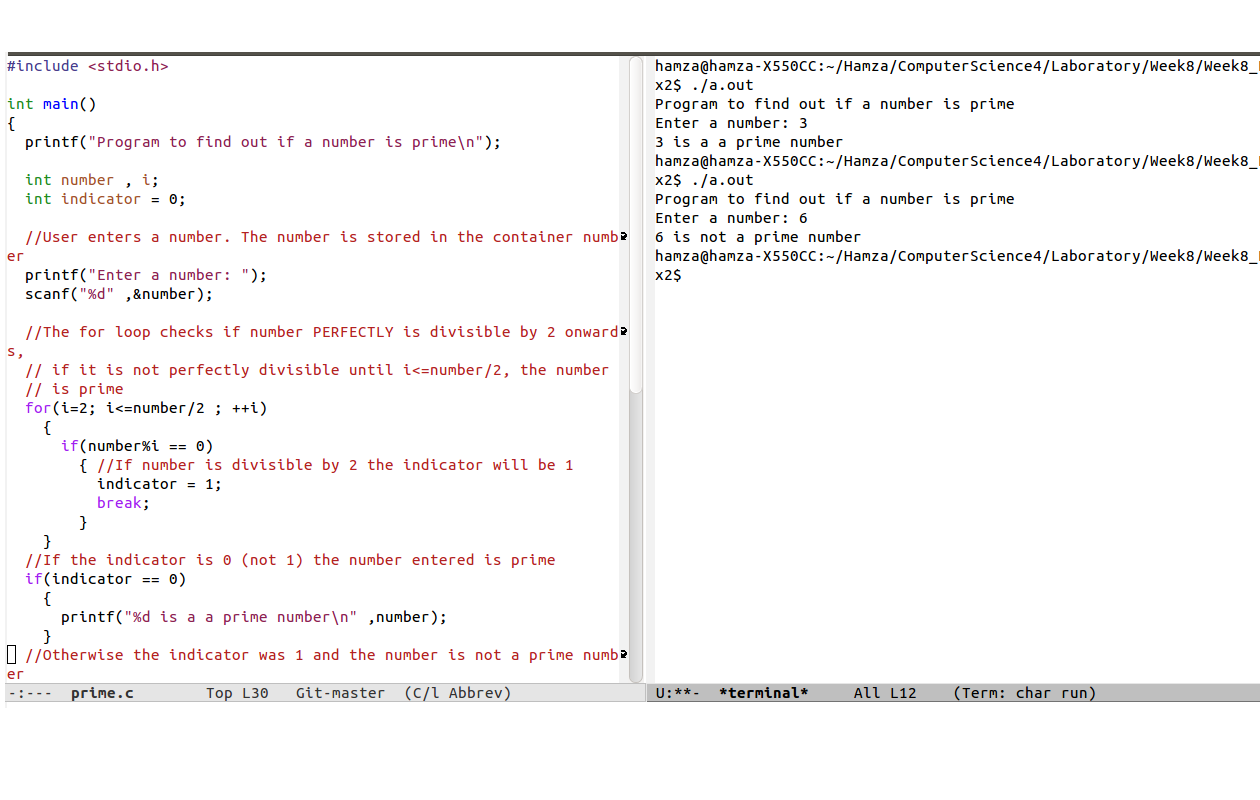 #include <stdio.h>
int main()
{
printf("Program to find out if a number is prime\n");
int number , i;
int indicator = 0;
//User enters a number. The number is stored in the container numb
er
printf("Enter a number: ");
scanf("%d" ,&number);
//The for loop checks if number PERFECTLY is divisible by 2 onward
s,
// if it is not perfectly divisible until i<=number/2, the number
// is prime
for(i=2; i<=number/2 ; ++i)
{
if(number%i == 0)
{ //If number is divisible by 2 the indicator will be 1
indicator = 1;
break;
}
}
//If the indicator is 0 (not 1) the number entered is prime
if(indicator == 0)
{
printf("%d is a a prime number\n" ,number);
}
//Otherwise the indicator was 1 and the number is not a prime numb
er
-:--- prime.c Top L30 Git-master (C/l Abbrev)
hamza@hamza-X550CC:~/Hamza/ComputerScience4/Laboratory/Week8/Week8_
x2$ ./a.out
Program to find out if a number is prime
Enter a number: 3
3 is a a prime number
hamza@hamza-X550CC:~/Hamza/ComputerScience4/Laboratory/Week8/Week8_
x2$ ./a.out
Program to find out if a number is prime
Enter a number: 6
6 is not a prime number
hamza@hamza-X550CC:~/Hamza/ComputerScience4/Laboratory/Week8/Week8_
x2$
U:**- *terminal* All L12 (Term: char run)